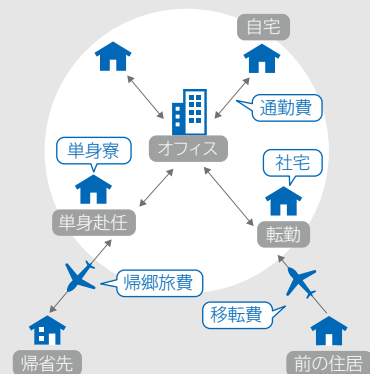 自宅
通勤費
オフィス
単身寮
社宅
単身赴任
転勤
帰郷旅費
移転費
帰省先
前の住居